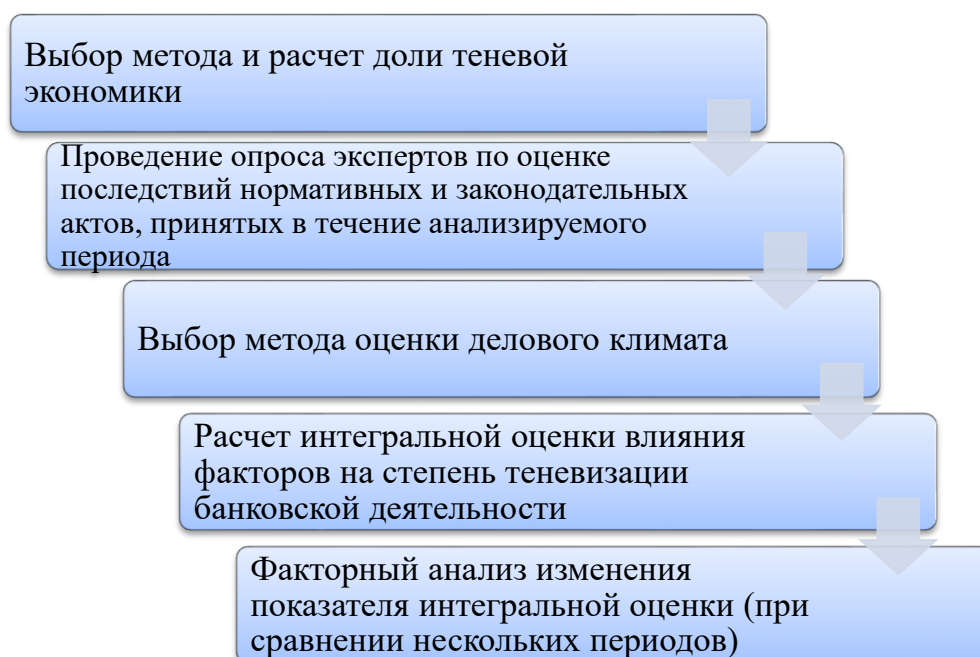 Выбор метода и расчет доли теневой
экономики
Проведение опроса экспертов по оценке
последствий нормативных и законодательных
актов, принятых в течение анализируемого
периода
Выбор метода оценки делового климата
Расчет интегральной оценки влияния
факторов на степень теневизации
банковской деятельности
Факторный анализ изменения
показателя интегральной оценки (при
сравнении нескольких периодов)